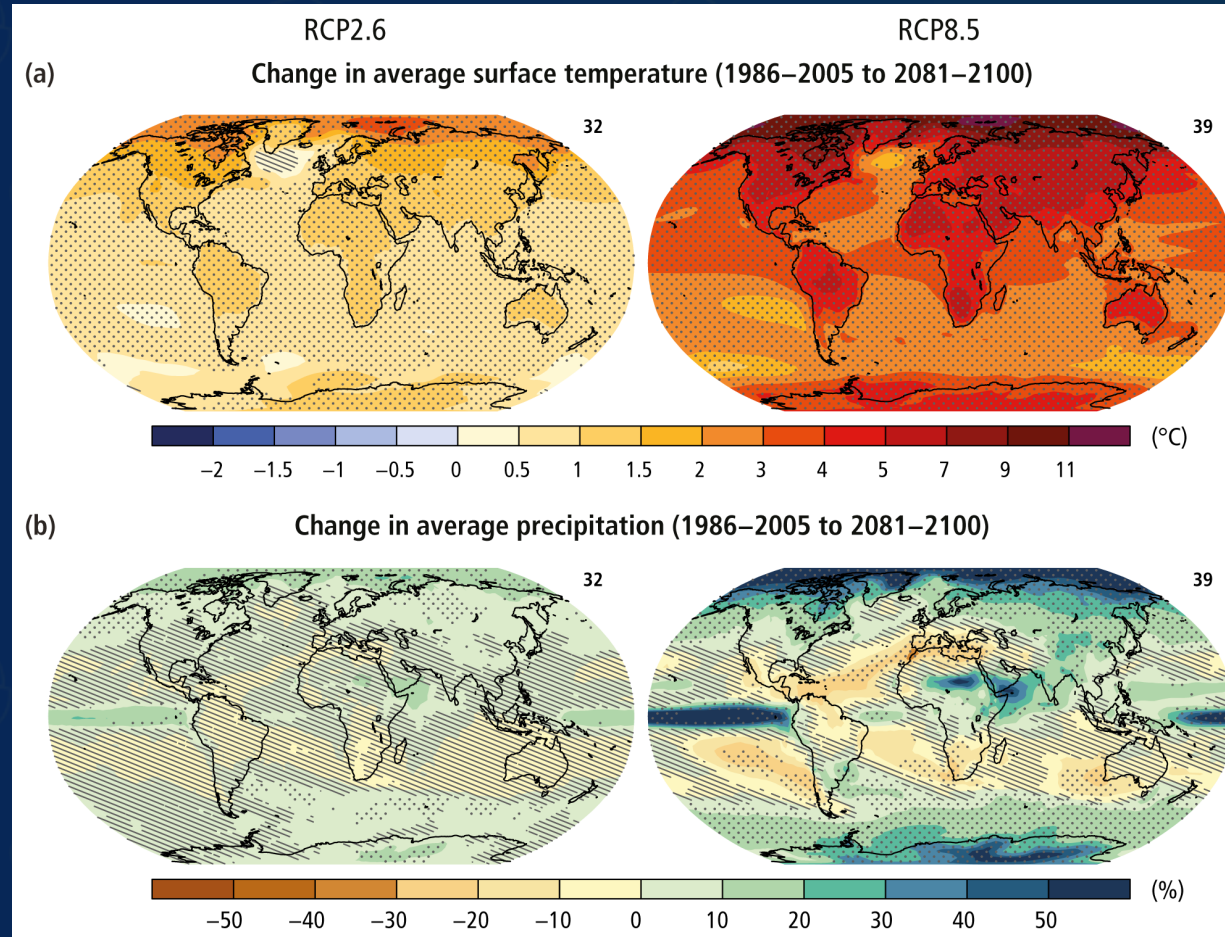 RCP2.6 RCP8.5
(a) Change in average surface temperature (1986–2005 to 2081–2100)
32 39
(°C)
−2 −1.5 −1 −0.5 0 0.5 1 1.5 2 3 4 5 7 9 11
(b) Change in average precipitation (1986–2005 to 2081–2100)
32 39
(%)
−50 −40 −30 −20 −10 0 10 20 30 40 50